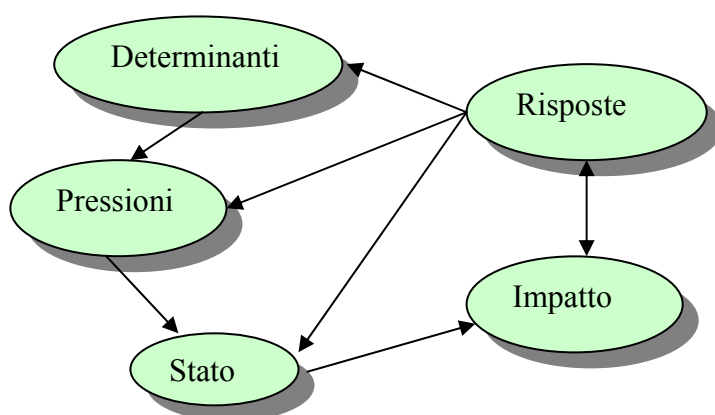 Determinanti
Risposte
Pressioni
Impatto
Stato